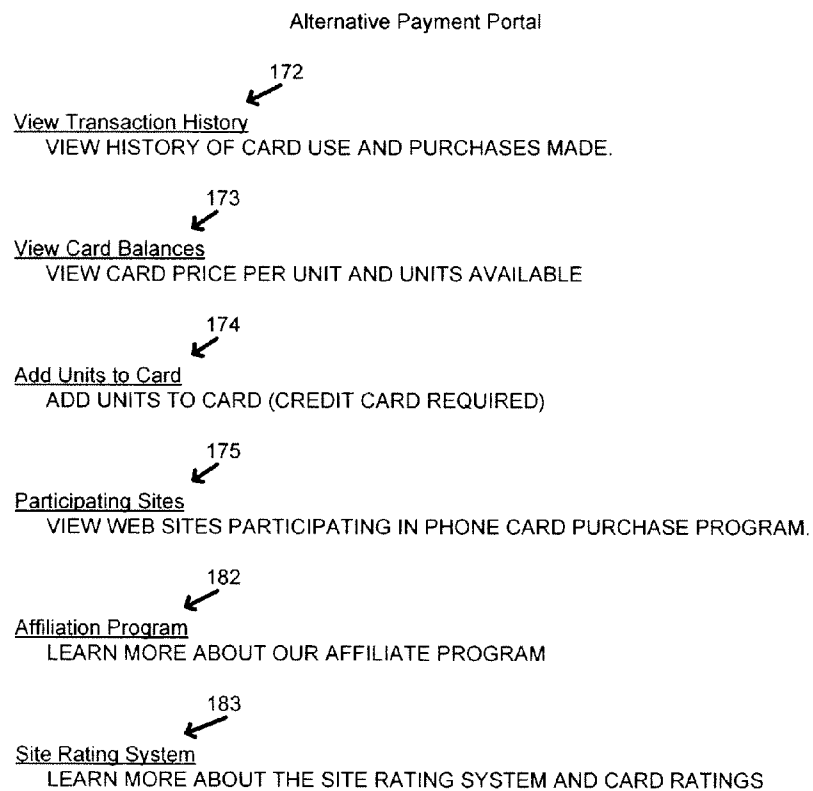 Alternative Payment Portal
172
View Transaction History
VIEW HISTORY OF CARD USE AND PURCHASES MADE.
173
View Card Balances
VIEW CARD PRICE PER UNIT AND UNITS AVAILABLE
174
Add Units to Card
ADD UNITS TO CARD (CREDIT CARD REQUIRED)
175
Participating Sites
VIEW WEB SITES PARTICIPATING IN PHONE CARD PURCHASE PROGRAM.
182
Affiliation Program
LEARN MORE ABOUT OUR AFFILIATE PROGRAM
183
Site Rating System
LEARN MORE ABOUT THE SITE RATING SYSTEM AND CARD RATINGS